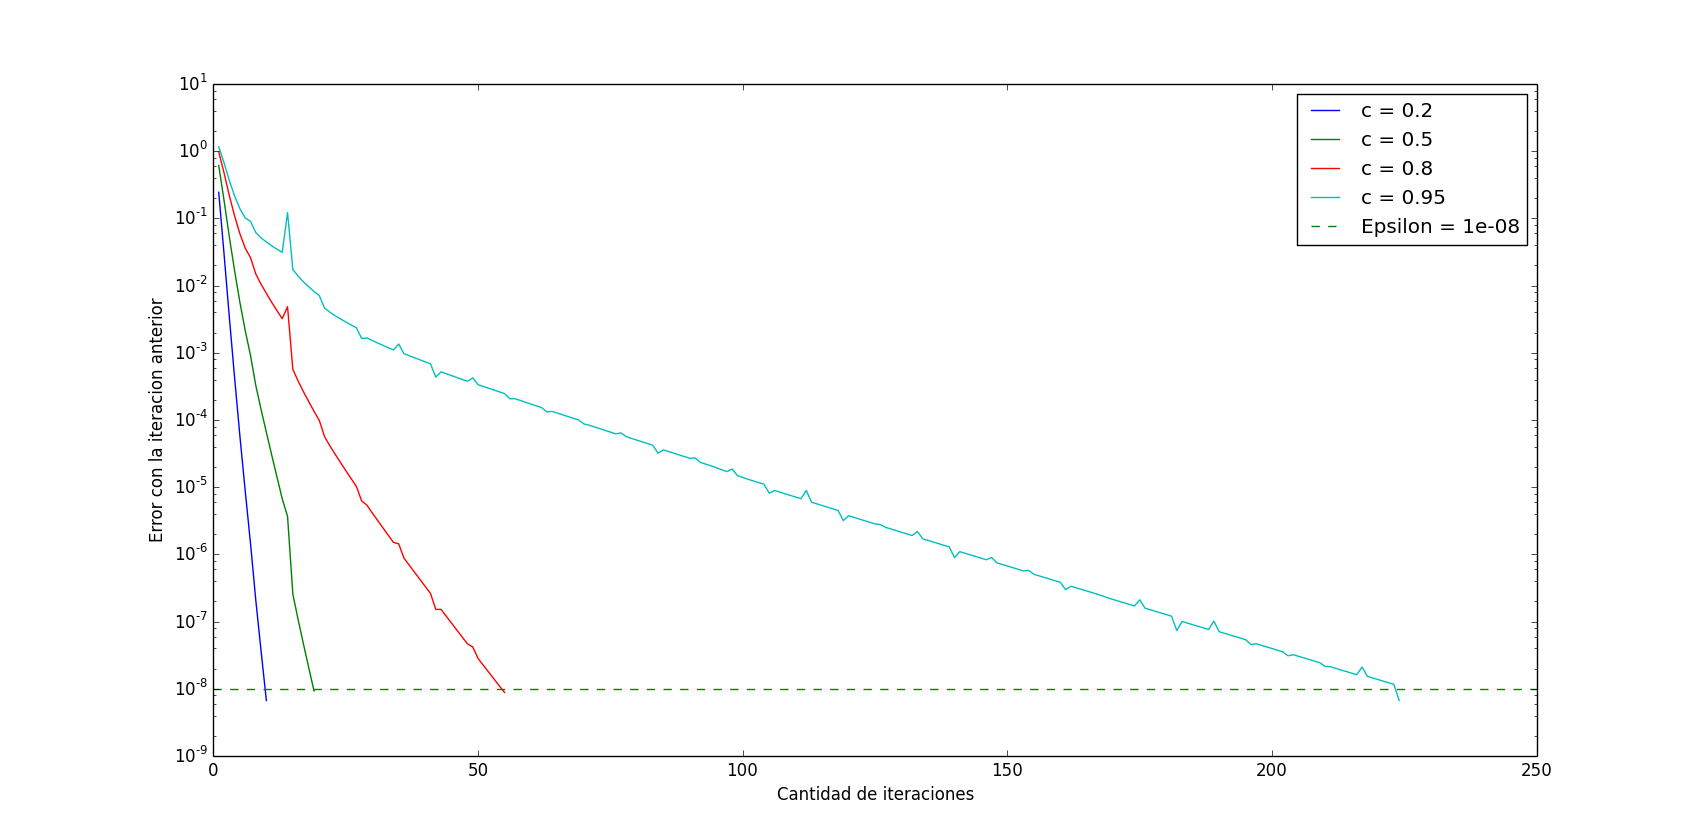 10^1
10^0
10^-1
10^-2
10^-3
10^-4
10^-5
10^-6
10^-7
10^-8
10^-9
Error con la iteracion anterior
c = 0.2
c = 0.5
c = 0.8
c = 0.95
Epsilon = 1e-08
0 50 100 150 200 250
Cantidad de iteraciones